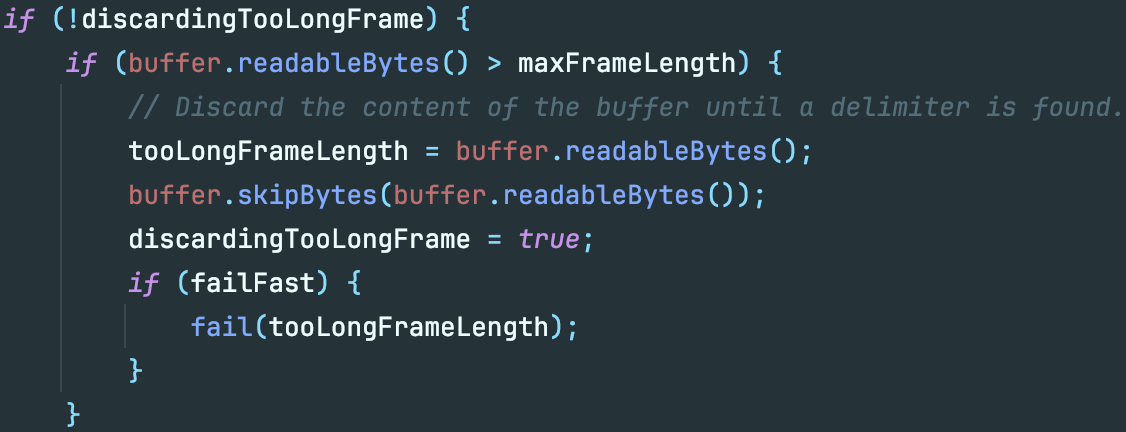 if (!discardingTooLongFrame) {
    if (buffer.readableBytes() > maxFrameLength) {
        // Discard the content of the buffer until a delimiter is found.
        tooLongFrameLength = buffer.readableBytes();
        buffer.skipBytes(buffer.readableBytes());
        discardingTooLongFrame = true;
        if (failFast) {
            fail(tooLongFrameLength);
        }
    }